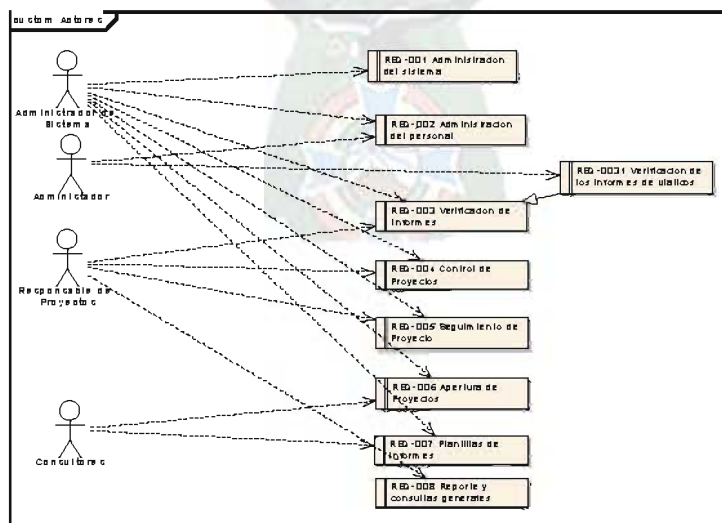 custom Actores
REQ-001 Administracion
del sistema
Administrador de
Sistema
REQ-002 Administracion
del personal
REQ-0031 Verificacion de
los informes de viaticos
Administrador
REQ-003 Verificacion de
Informes
REQ-004 Control de
Proyectos
Responsable de
Proyectos
REQ-005 Seguimiento de
Proyecto
REQ-006 Apertura de
Proyectos
REQ-007 Planillas de
Informes
Consultores
REQ-008 Reporte y
consultas generales